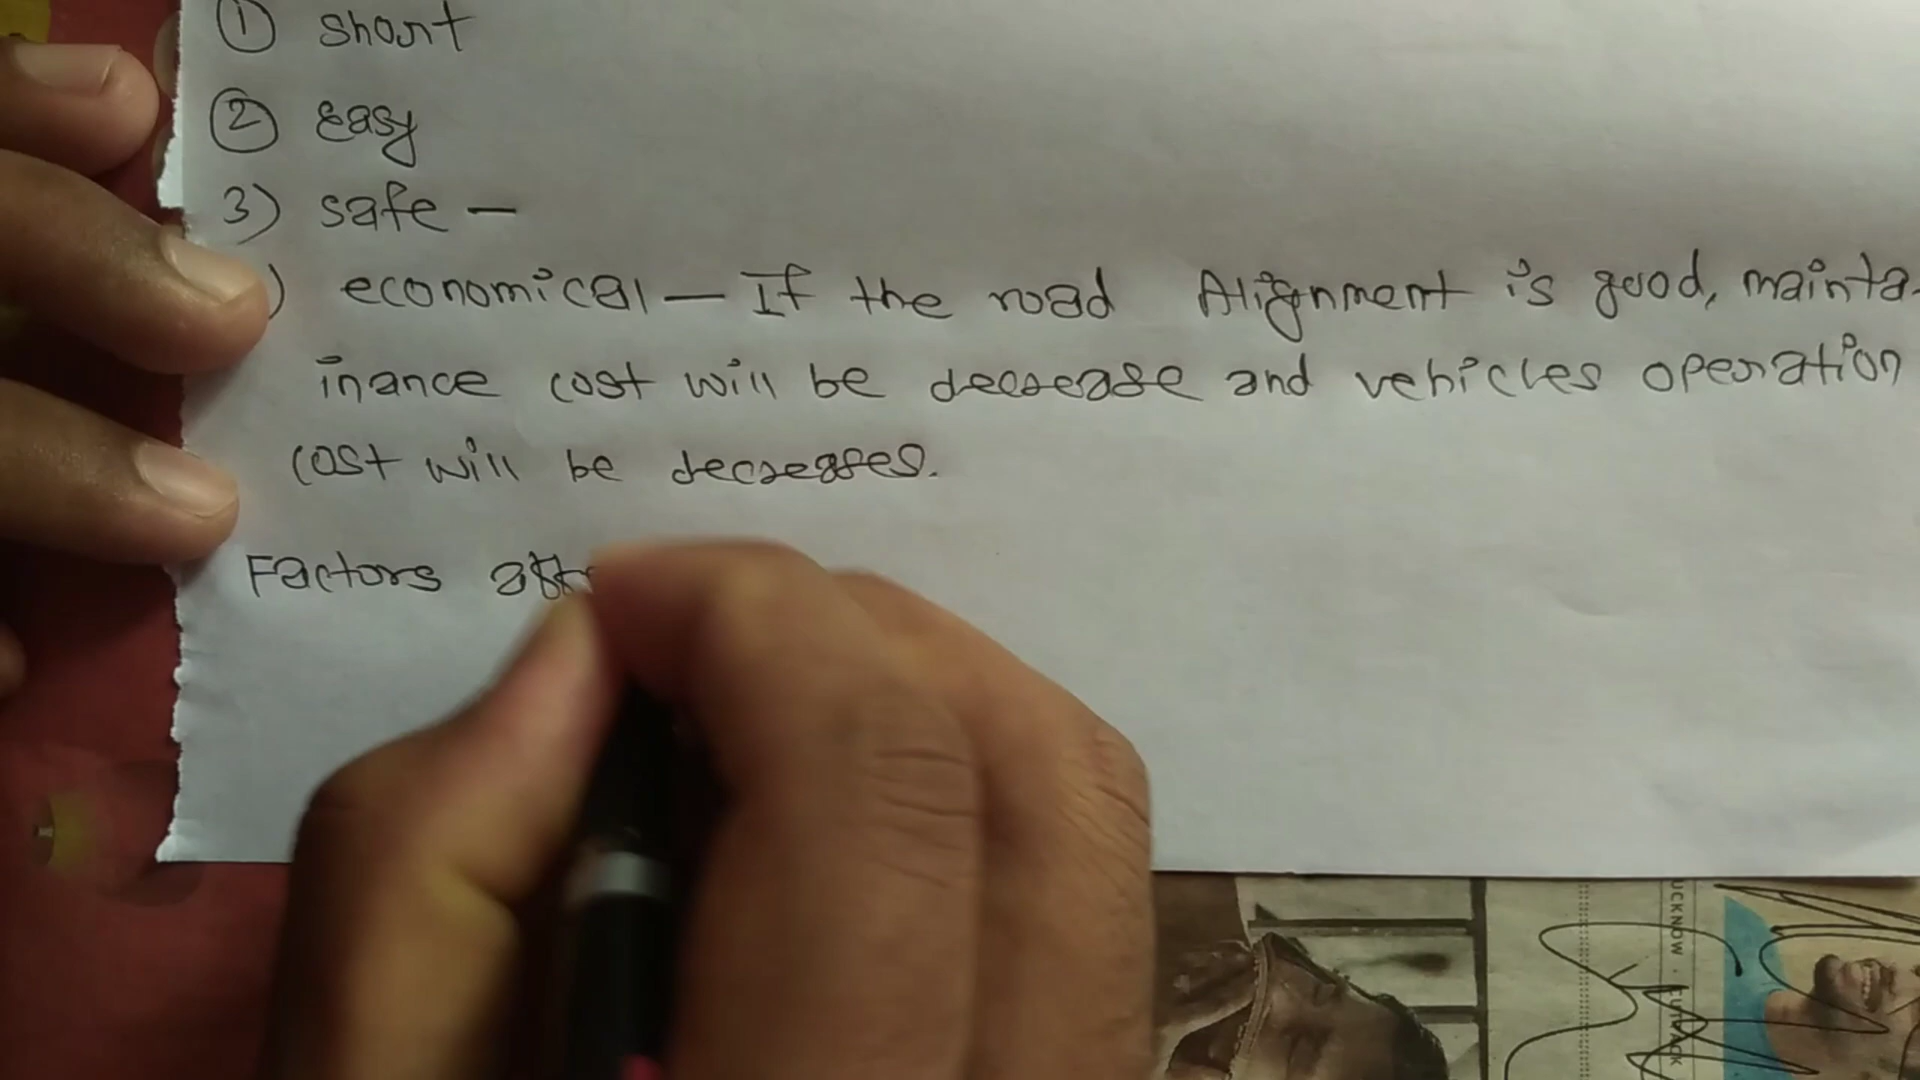 ① short
② easy
3) safe —
) economical — If the road Alignment is good, mainta-
inance cost will be decrease and vehicles operation
cost will be decreases.
Factors
UCKNOW